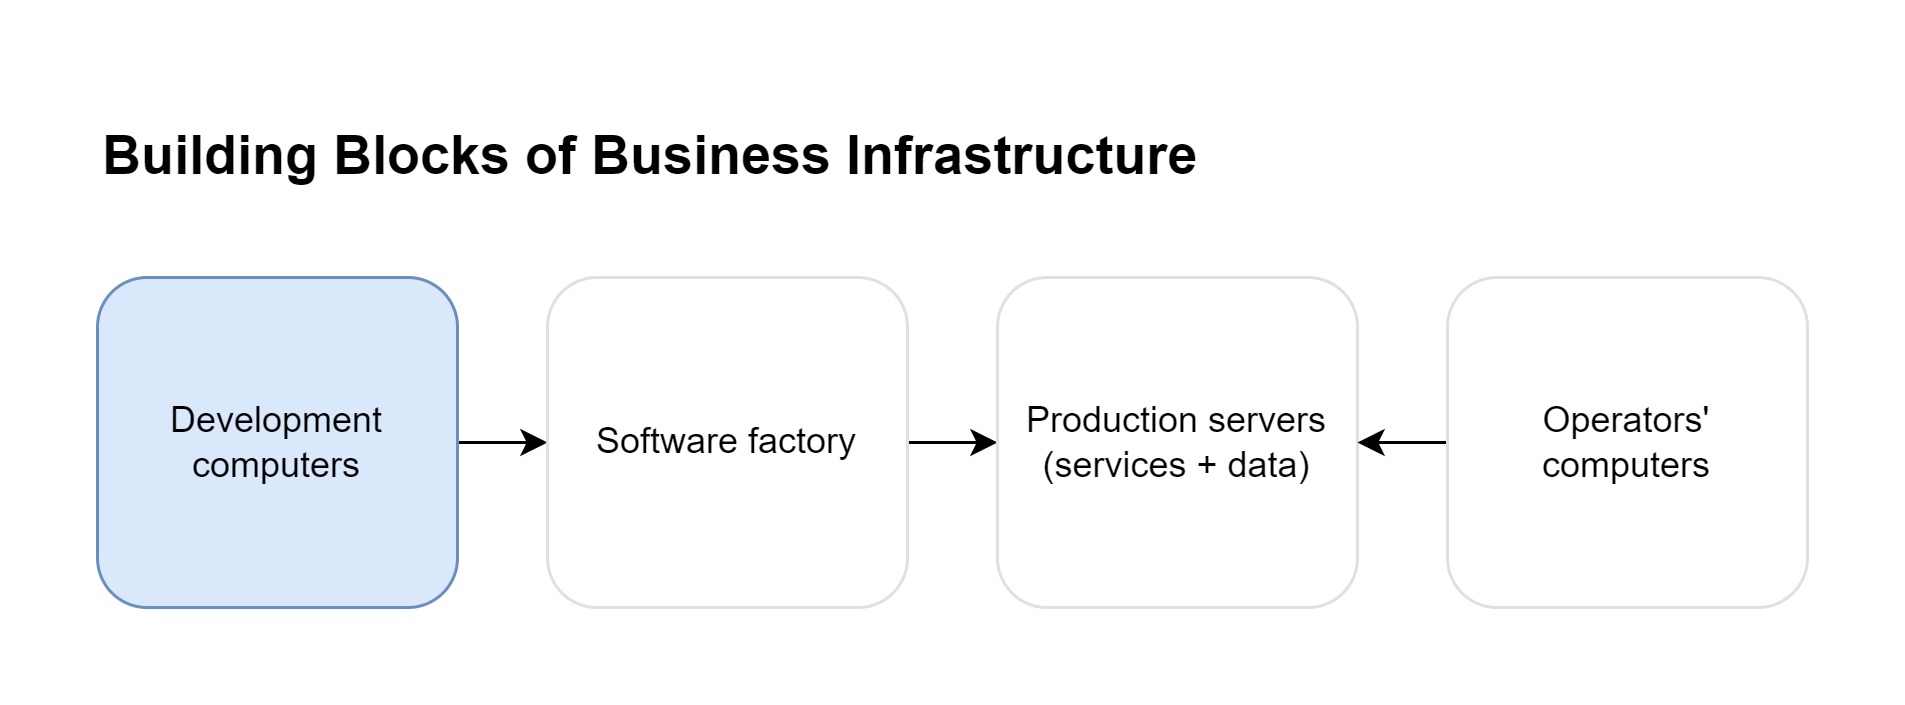 Building Blocks of Business Infrastructure
Development
computers
Software factory
Production servers
(services + data)
Operators'
computers